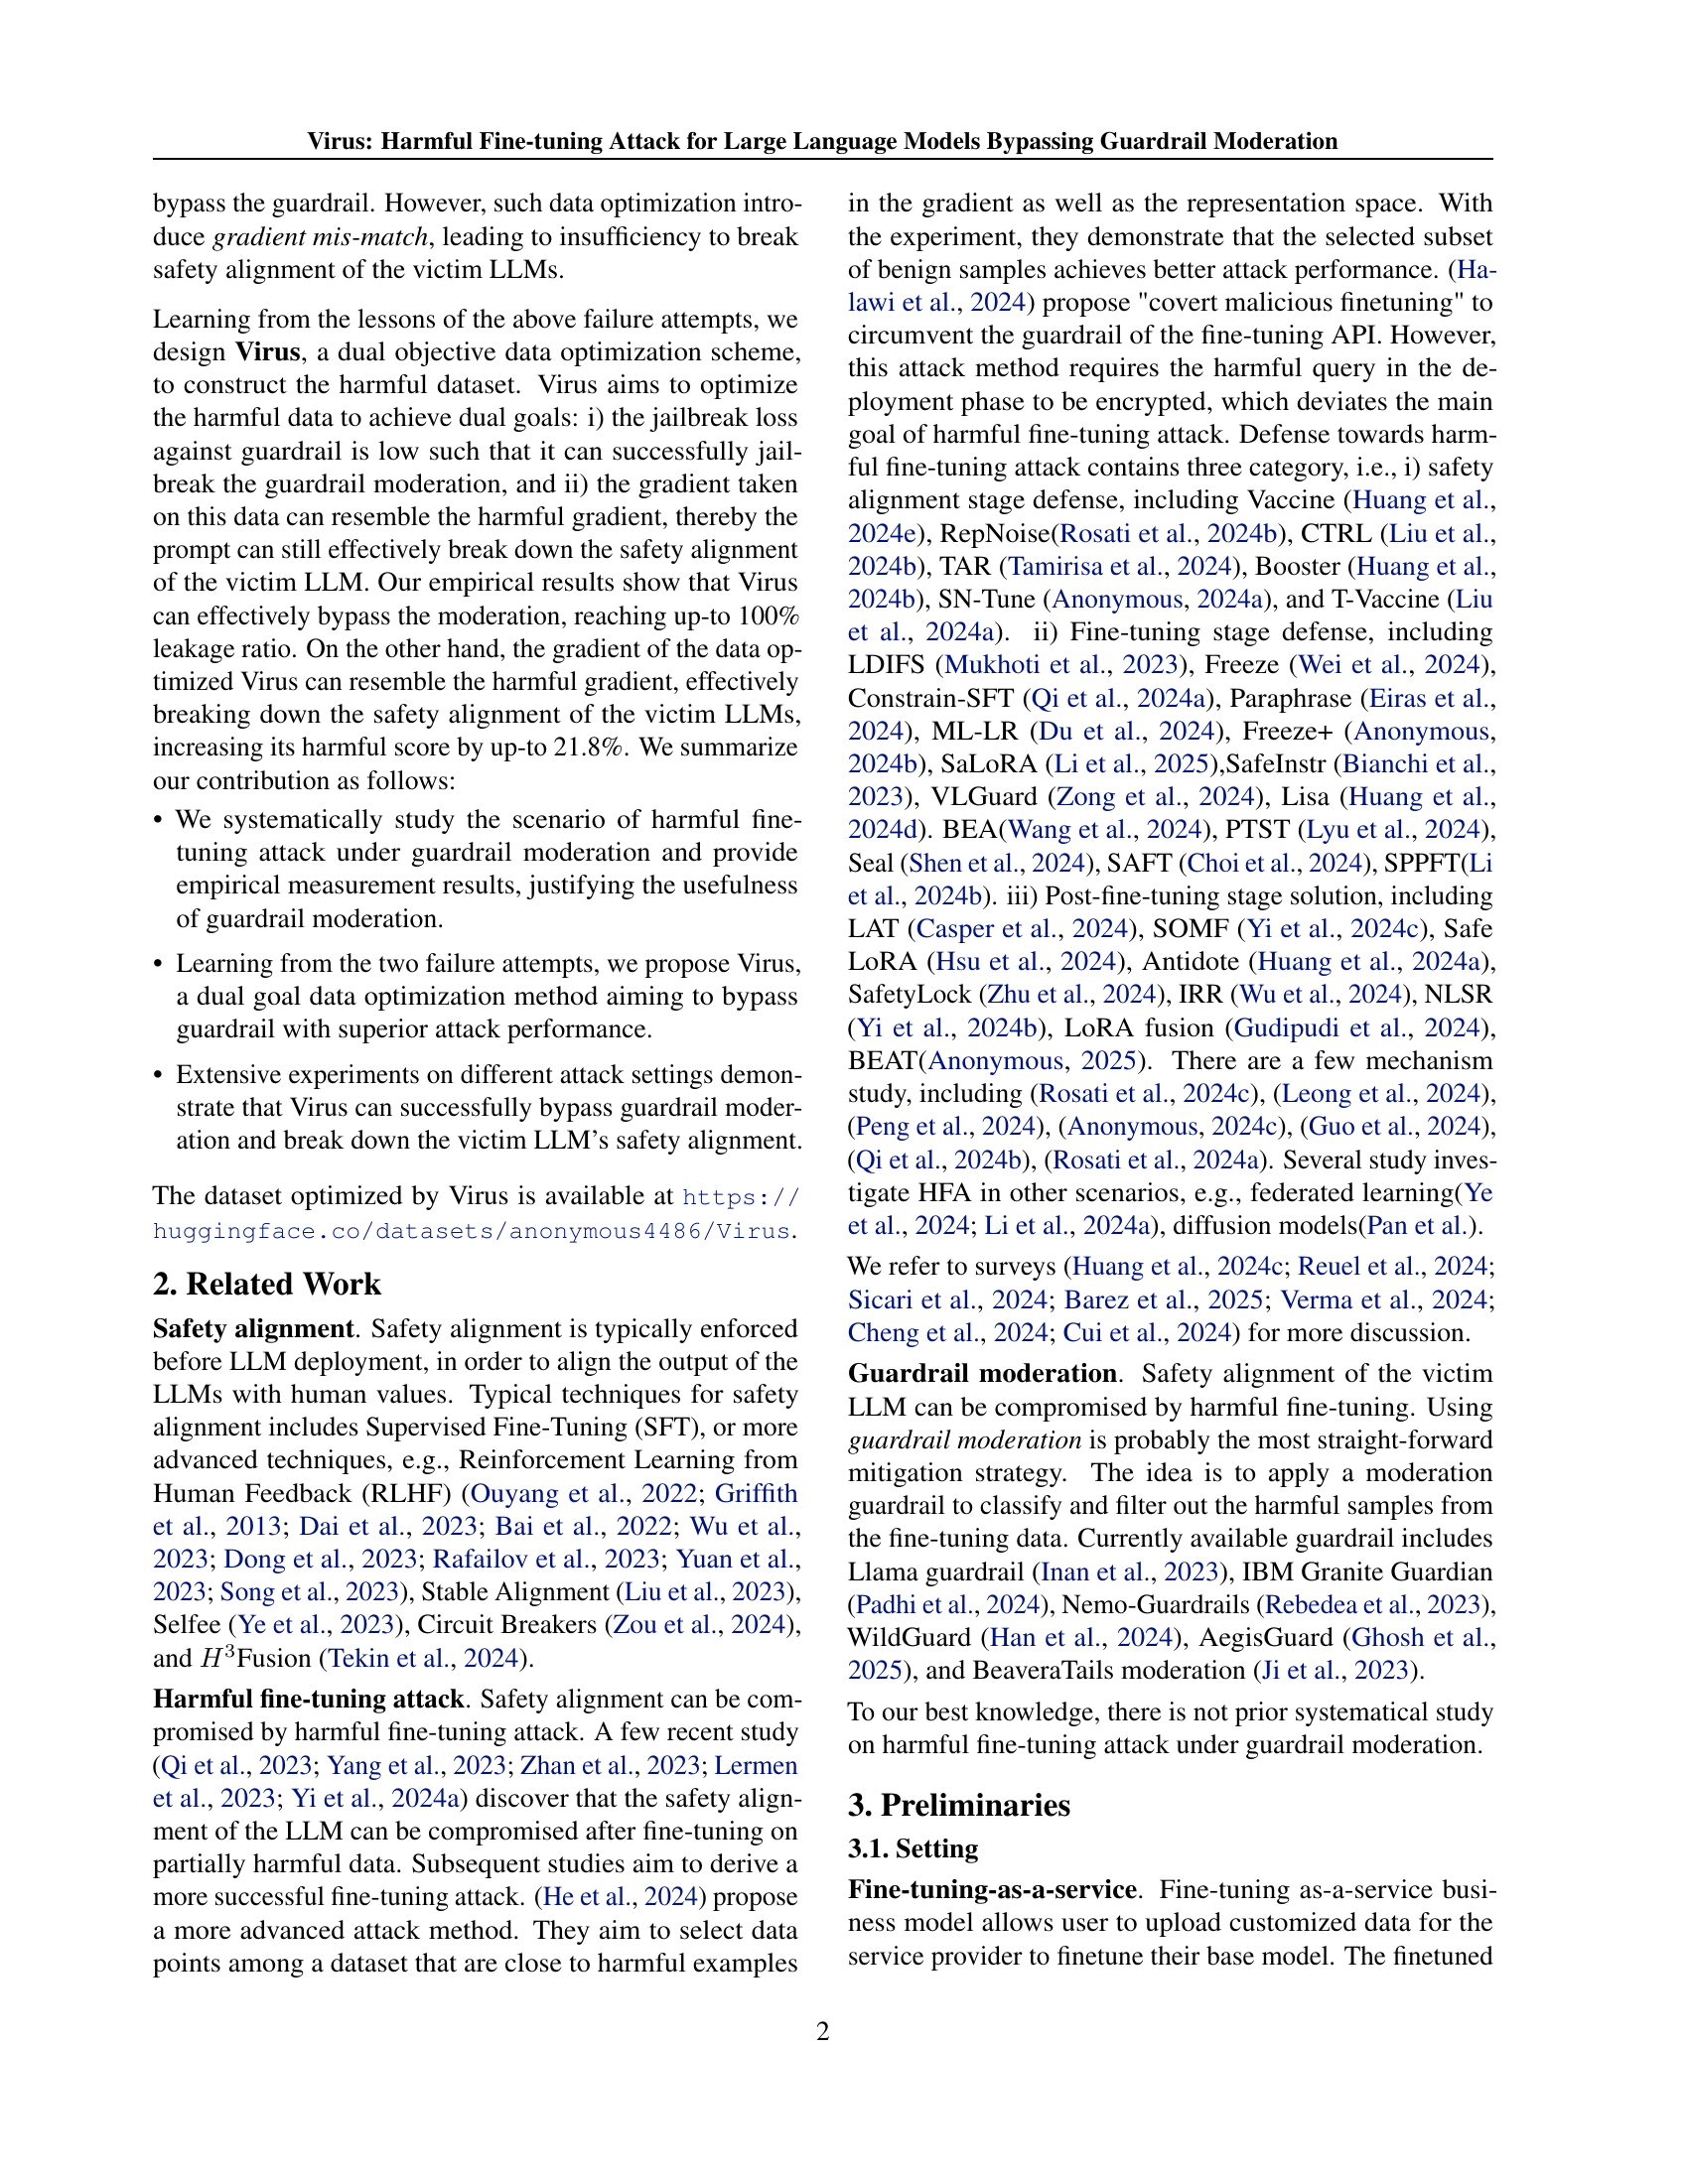 Virus: Harmful Fine-tuning Attack for Large Language Models Bypassing Guardrail Moderation
bypass the guardrail. However, such data optimization intro-
duce gradient mis-match, leading to insufficiency to break
safety alignment of the victim LLMs.
Learning from the lessons of the above failure attempts, we
design Virus, a dual objective data optimization scheme,
to construct the harmful dataset. Virus aims to optimize
the harmful data to achieve dual goals: i) the jailbreak loss
against guardrail is low such that it can successfully jail-
break the guardrail moderation, and ii) the gradient taken
on this data can resemble the harmful gradient, thereby the
prompt can still effectively break down the safety alignment
of the victim LLM. Our empirical results show that Virus
can effectively bypass the moderation, reaching up-to 100%
leakage ratio. On the other hand, the gradient of the data op-
timized Virus can resemble the harmful gradient, effectively
breaking down the safety alignment of the victim LLMs,
increasing its harmful score by up-to 21.8%. We summarize
our contribution as follows:
• We systematically study the scenario of harmful fine-
tuning attack under guardrail moderation and provide
empirical measurement results, justifying the usefulness
of guardrail moderation.
• Learning from the two failure attempts, we propose Virus,
a dual goal data optimization method aiming to bypass
guardrail with superior attack performance.
• Extensive experiments on different attack settings demon-
strate that Virus can successfully bypass guardrail moder-
ation and break down the victim LLM's safety alignment.
The dataset optimized by Virus is available at https://
huggingface.co/datasets/anonymous4486/Virus.
2. Related Work
Safety alignment. Safety alignment is typically enforced
before LLM deployment, in order to align the output of the
LLMs with human values. Typical techniques for safety
alignment includes Supervised Fine-Tuning (SFT), or more
advanced techniques, e.g., Reinforcement Learning from
Human Feedback (RLHF) (Ouyang et al., 2022; Griffith
et al., 2013; Dai et al., 2023; Bai et al., 2022; Wu et al.,
2023; Dong et al., 2023; Rafailov et al., 2023; Yuan et al.,
2023; Song et al., 2023), Stable Alignment (Liu et al., 2023),
Selfee (Ye et al., 2023), Circuit Breakers (Zou et al., 2024),
and H³Fusion (Tekin et al., 2024).
Harmful fine-tuning attack. Safety alignment can be com-
promised by harmful fine-tuning attack. A few recent study
(Qi et al., 2023; Yang et al., 2023; Zhan et al., 2023; Lermen
et al., 2023; Yi et al., 2024a) discover that the safety align-
ment of the LLM can be compromised after fine-tuning on
partially harmful data. Subsequent studies aim to derive a
more successful fine-tuning attack. (He et al., 2024) propose
a more advanced attack method. They aim to select data
points among a dataset that are close to harmful examples
in the gradient as well as the representation space. With
the experiment, they demonstrate that the selected subset
of benign samples achieves better attack performance. (Ha-
lawi et al., 2024) propose "covert malicious finetuning" to
circumvent the guardrail of the fine-tuning API. However,
this attack method requires the harmful query in the de-
ployment phase to be encrypted, which deviates the main
goal of harmful fine-tuning attack. Defense towards harm-
ful fine-tuning attack contains three category, i.e., i) safety
alignment stage defense, including Vaccine (Huang et al.,
2024e), RepNoise(Rosati et al., 2024b), CTRL (Liu et al.,
2024b), TAR (Tamirisa et al., 2024), Booster (Huang et al.,
2024b), SN-Tune (Anonymous, 2024a), and T-Vaccine (Liu
et al., 2024a). ii) Fine-tuning stage defense, including
LDIFS (Mukhoti et al., 2023), Freeze (Wei et al., 2024),
Constrain-SFT (Qi et al., 2024a), Paraphrase (Eiras et al.,
2024), ML-LR (Du et al., 2024), Freeze+ (Anonymous,
2024b), SaLoRA (Li et al., 2025),SafeInstr (Bianchi et al.,
2023), VLGuard (Zong et al., 2024), Lisa (Huang et al.,
2024d). BEA(Wang et al., 2024), PTST (Lyu et al., 2024),
Seal (Shen et al., 2024), SAFT (Choi et al., 2024), SPPFT(Li
et al., 2024b). iii) Post-fine-tuning stage solution, including
LAT (Casper et al., 2024), SOMF (Yi et al., 2024c), Safe
LoRA (Hsu et al., 2024), Antidote (Huang et al., 2024a),
SafetyLock (Zhu et al., 2024), IRR (Wu et al., 2024), NLSR
(Yi et al., 2024b), LoRA fusion (Gudipudi et al., 2024),
BEAT(Anonymous, 2025). There are a few mechanism
study, including (Rosati et al., 2024c), (Leong et al., 2024),
(Peng et al., 2024), (Anonymous, 2024c), (Guo et al., 2024),
(Qi et al., 2024b), (Rosati et al., 2024a). Several study inves-
tigate HFA in other scenarios, e.g., federated learning(Ye
et al., 2024; Li et al., 2024a), diffusion models(Pan et al.).
We refer to surveys (Huang et al., 2024c; Reuel et al., 2024;
Sicari et al., 2024; Barez et al., 2025; Verma et al., 2024;
Cheng et al., 2024; Cui et al., 2024) for more discussion.
Guardrail moderation. Safety alignment of the victim
LLM can be compromised by harmful fine-tuning. Using
guardrail moderation is probably the most straight-forward
mitigation strategy. The idea is to apply a moderation
guardrail to classify and filter out the harmful samples from
the fine-tuning data. Currently available guardrail includes
Llama guardrail (Inan et al., 2023), IBM Granite Guardian
(Padhi et al., 2024), Nemo-Guardrails (Rebedea et al., 2023),
WildGuard (Han et al., 2024), AegisGuard (Ghosh et al.,
2025), and BeaveraTails moderation (Ji et al., 2023).
To our best knowledge, there is not prior systematical study
on harmful fine-tuning attack under guardrail moderation.
3. Preliminaries
3.1. Setting
Fine-tuning-as-a-service. Fine-tuning as-a-service busi-
ness model allows user to upload customized data for the
service provider to finetune their base model. The finetuned
2